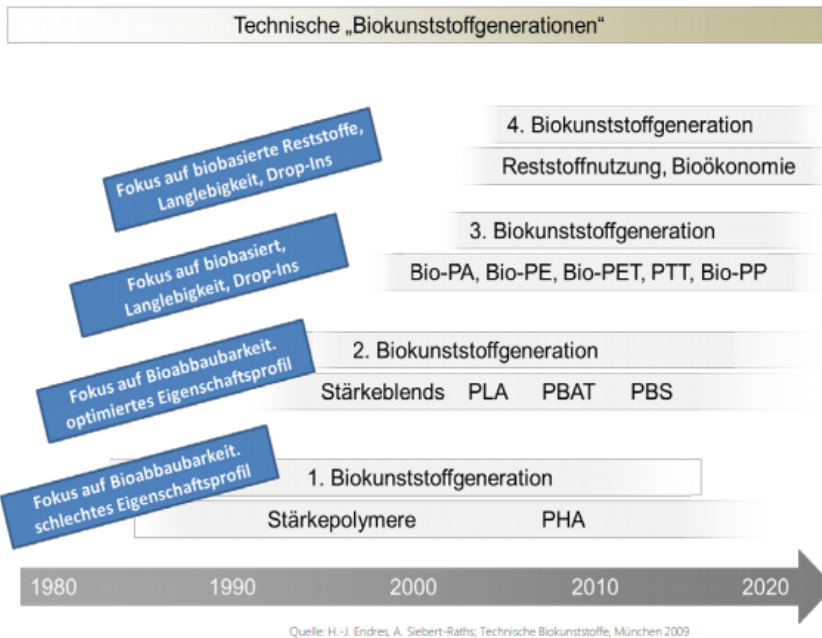 Technische „Biokunststoffgenerationen“
Fokus auf biobasierte Reststoffe,
Langlebigkeit, Drop-Ins
4. Biokunststoffgeneration
Reststoffnutzung, Bioökonomie
Fokus auf biobasiert,
Langlebigkeit, Drop-Ins
3. Biokunststoffgeneration
Bio-PA, Bio-PE, Bio-PET, PTT, Bio-PP
Fokus auf Bioabbaubarkeit.
optimiertes Eigenschaftsprofil
2. Biokunststoffgeneration
Stärkeblends PLA PBAT PBS
Fokus auf Bioabbaubarkeit.
schlechtes Eigenschaftsprofil
1. Biokunststoffgeneration
Stärkepolymere PHA
1980 1990 2000 2010 2020
Quelle: H.-J. Endres, A. Siebert-Raths; Technische Biokunststoffe, München 2009